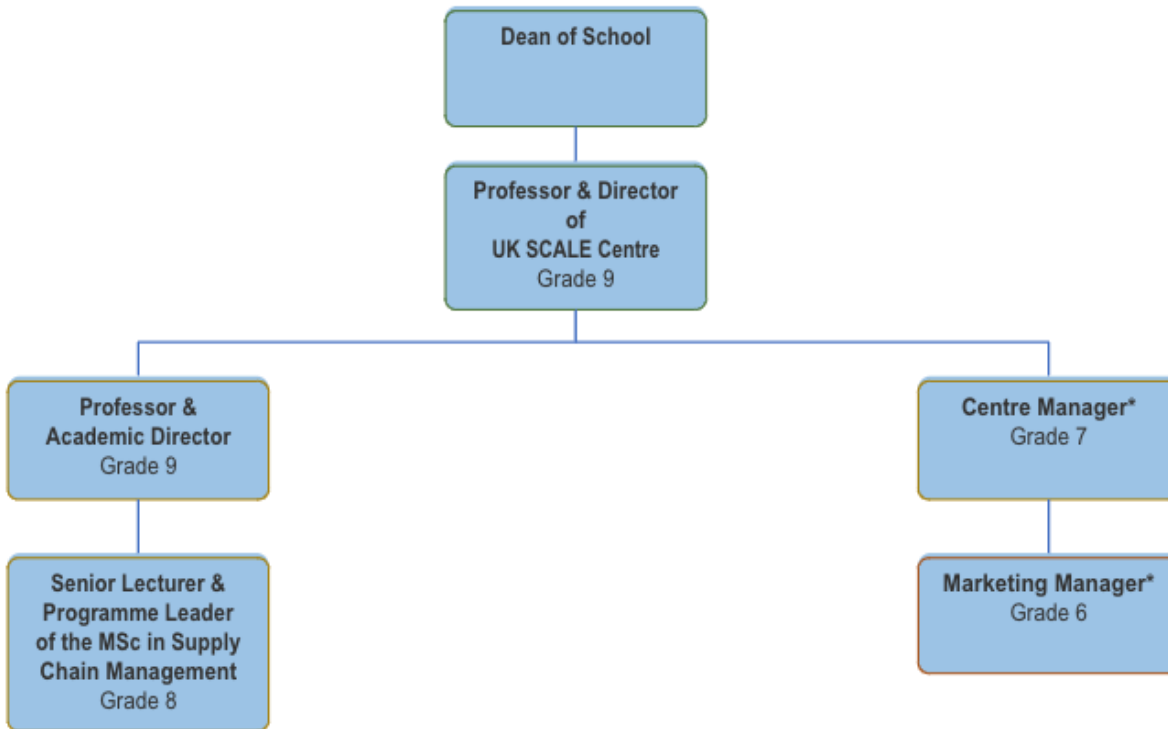 Dean of School
Professor & Director
of
UK SCALE Centre
Grade 9
Professor &
Academic Director
Grade 9
Centre Manager*
Grade 7
Senior Lecturer &
Programme Leader
of the MSc in Supply
Chain Management
Grade 8
Marketing Manager*
Grade 6